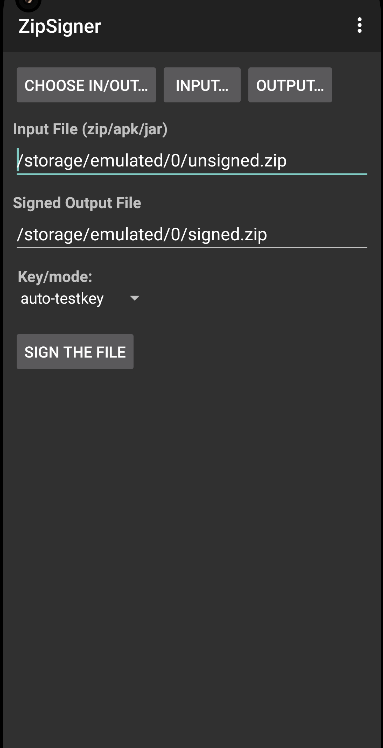 ZipSigner
CHOOSE IN/OUT... INPUT... OUTPUT...
Input File (zip/apk/jar)
/storage/emulated/0/unsigned.zip
Signed Output File
/storage/emulated/0/signed.zip
Key/mode:
auto-testkey
SIGN THE FILE